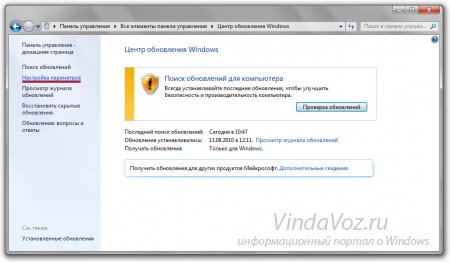 Панель управления ▸ Все элементы панели управления ▸ Центр обновления Windows
Поиск в панели управ...
Панель управления -
домашняя страница
Поиск обновлений
Настройка параметров
Просмотр журнала
обновлений
Восстановить скрытые
обновления
Обновления: вопросы и
ответы
См. также
Установленные обновления
Центр обновления Windows
Поиск обновлений для компьютера
Всегда устанавливайте последние обновления, чтобы улучшить
безопасность и производительность компьютера.
Проверка обновлений
Последний поиск обновлений: Сегодня в 10:47
Обновления устанавливались: 13.08.2010 в 12:11. Просмотр журнала обновлений
Получать обновления: Только для Windows.
Получить обновления для других продуктов Майкрософт. Дополнительные сведения
VindaVoz.ru
информационный портал о Windows